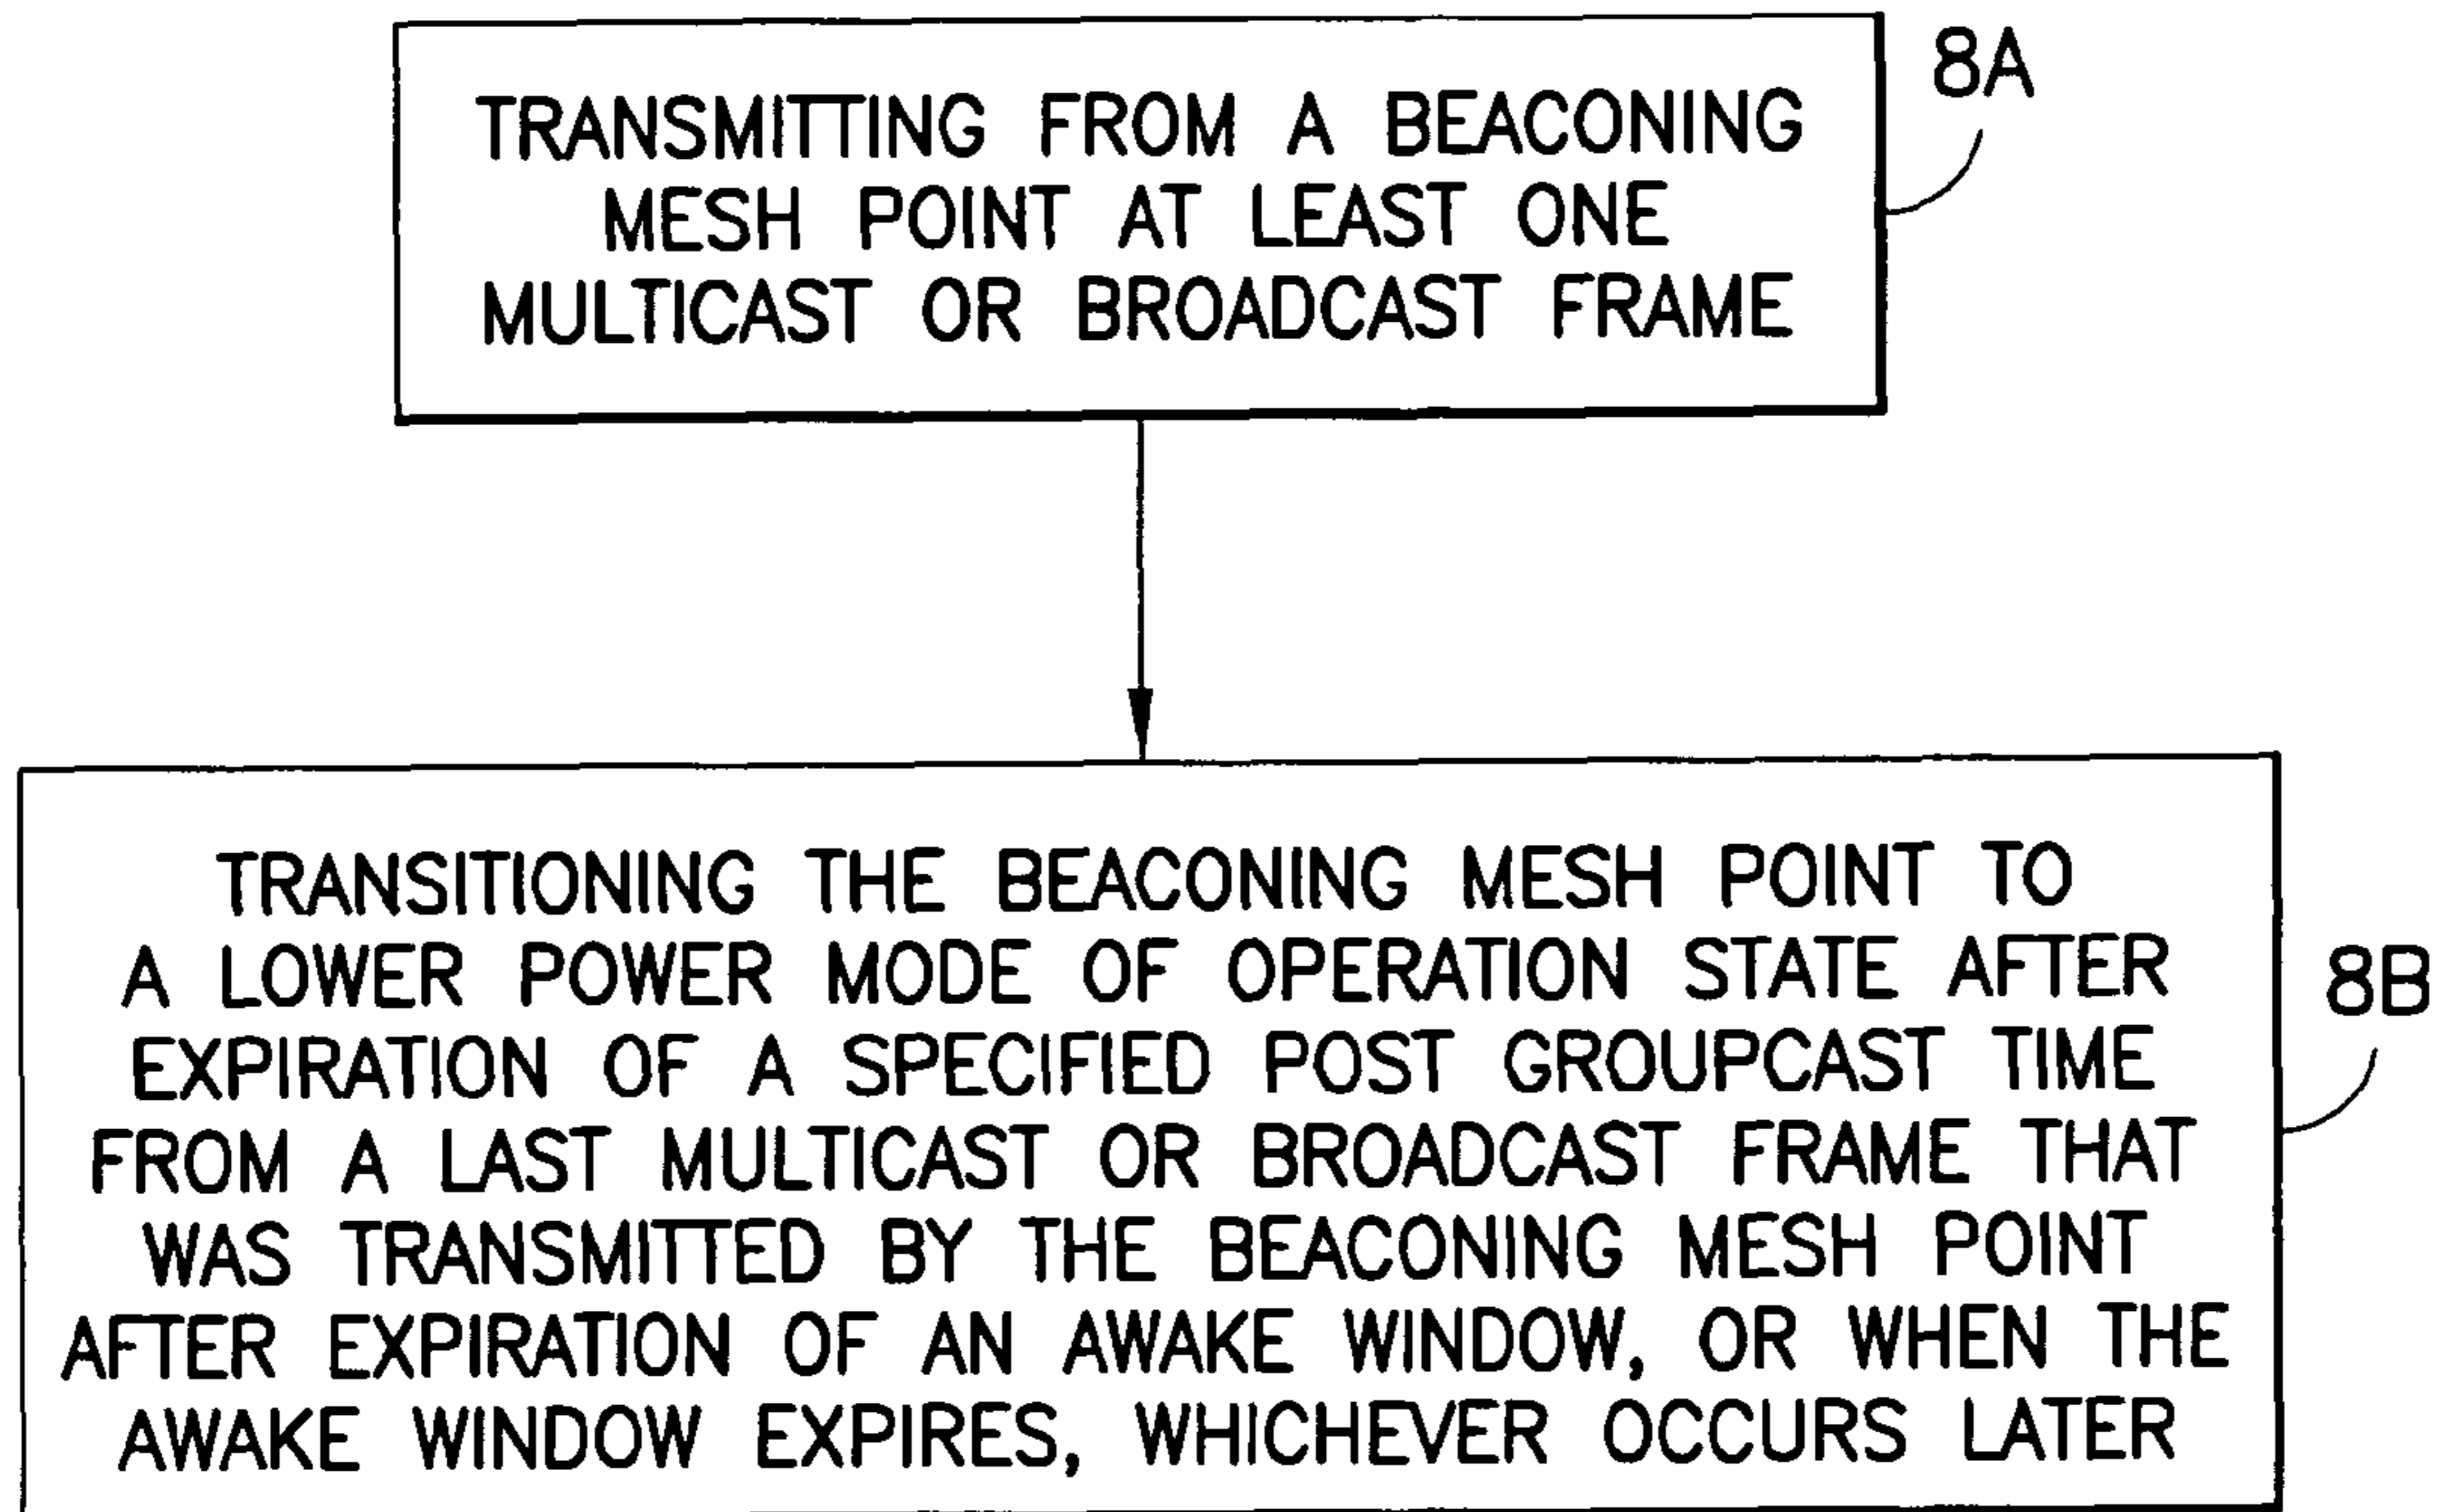 TRANSMITTING FROM A BEACONING
MESH POINT AT LEAST ONE
MULTICAST OR BROADCAST FRAME
8A
TRANSITIONING THE BEACONING MESH POINT TO
A LOWER POWER MODE OF OPERATION STATE AFTER
EXPIRATION OF A SPECIFIED POST GROUPCAST TIME
FROM A LAST MULTICAST OR BROADCAST FRAME THAT
WAS TRANSMITTED BY THE BEACONING MESH POINT
AFTER EXPIRATION OF AN AWAKE WINDOW, OR WHEN THE
AWAKE WINDOW EXPIRES, WHICHEVER OCCURS LATER
8B